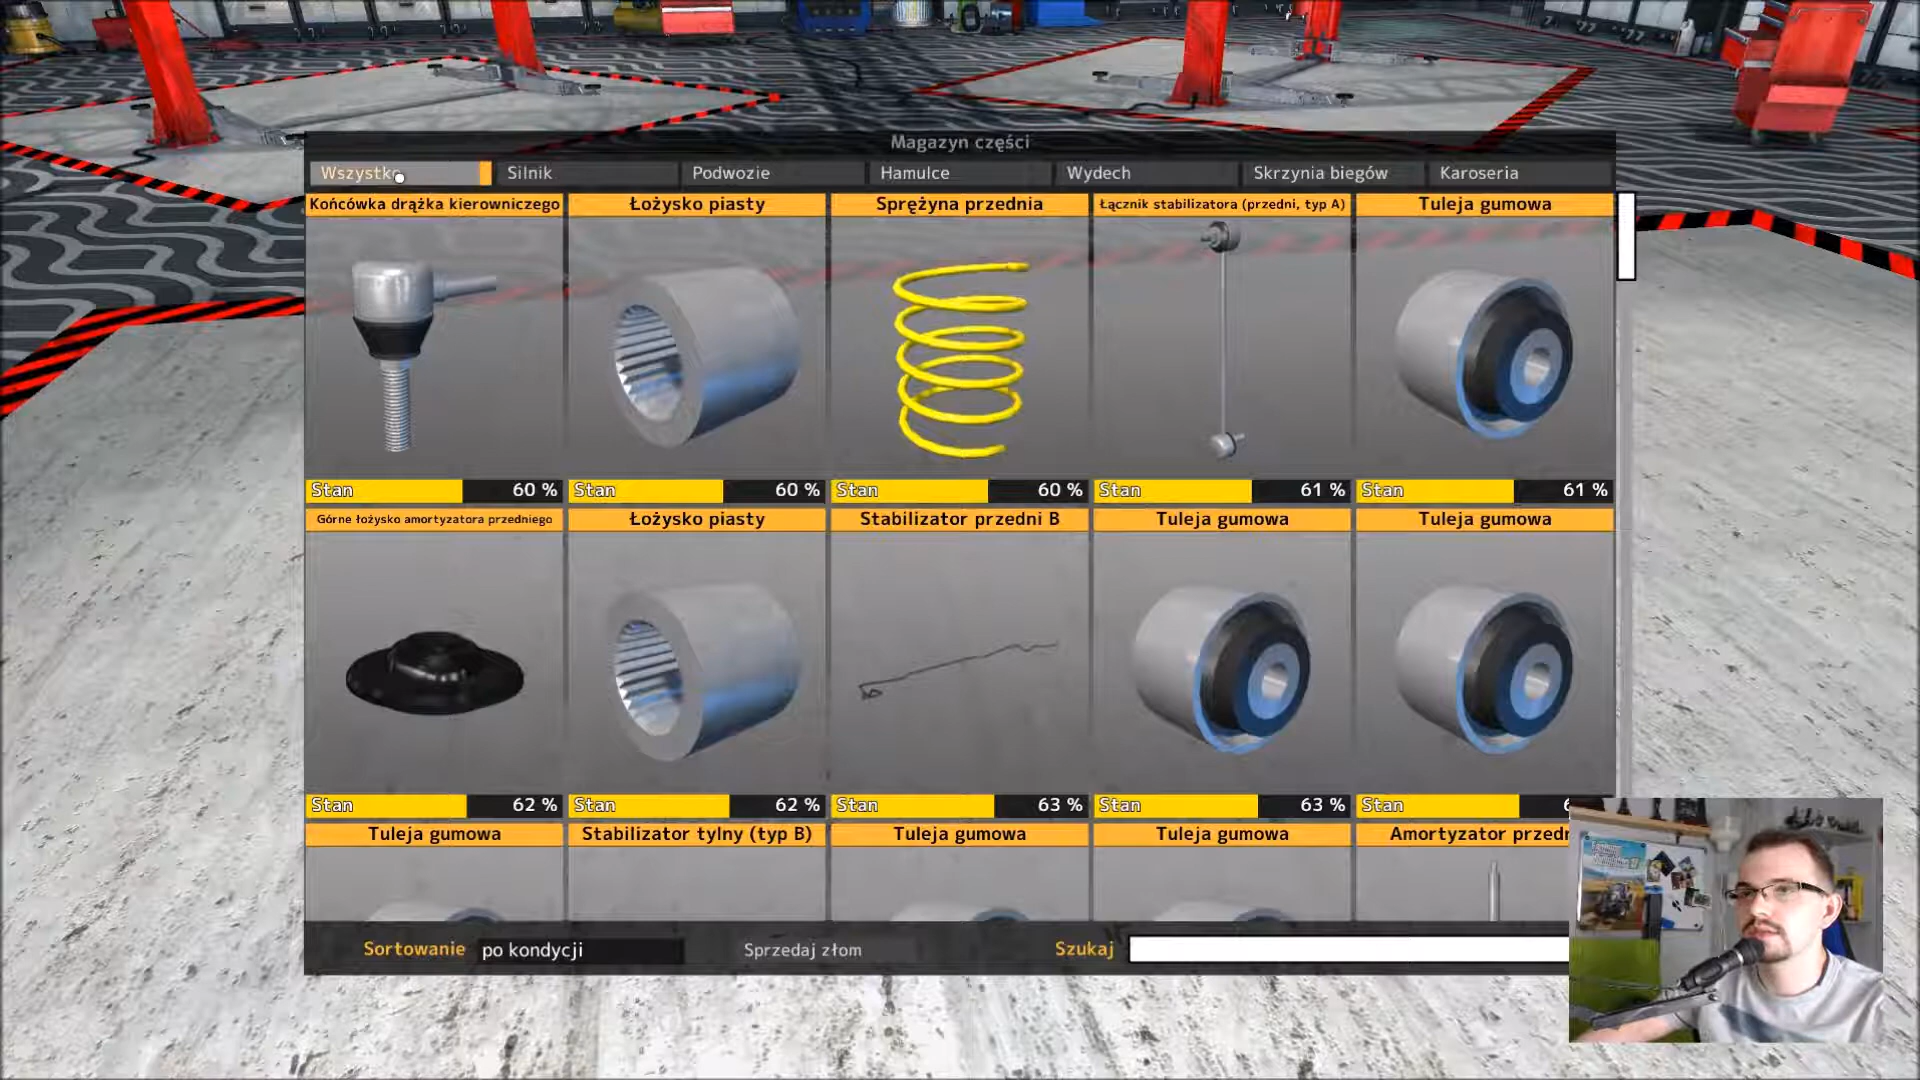 Magazyn części
Wszystko
Silnik
Podwozie
Hamulce
Wydech
Skrzynia biegów
Karoseria
Końcówka drążka kierowniczego
Łożysko piasty
Sprężyna przednia
Łącznik stabilizatora (przedni, typ A)
Tuleja gumowa
Stan 60 %
Stan 60 %
Stan 60 %
Stan 61 %
Stan 61 %
Górne łożysko amortyzatora przedniego
Łożysko piasty
Stabilizator przedni B
Tuleja gumowa
Tuleja gumowa
Stan 62 %
Stan 62 %
Stan 63 %
Stan 63 %
Stan
Tuleja gumowa
Stabilizator tylny (typ B)
Tuleja gumowa
Tuleja gumowa
Amortyzator
Sortowanie po kondycji
Sprzedaj złom
Szukaj